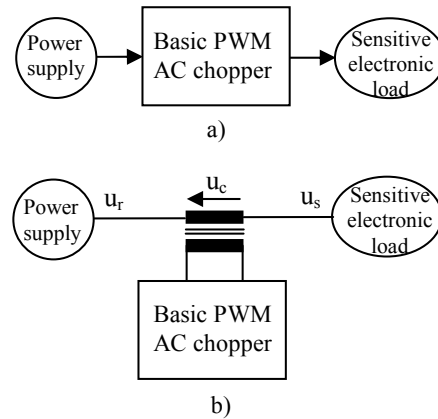 Power
supply
Basic PWM
AC chopper
Sensitive
electronic
load
a)
Power
supply
u_r
u_c
u_s
Sensitive
electronic
load
Basic PWM
AC chopper
b)